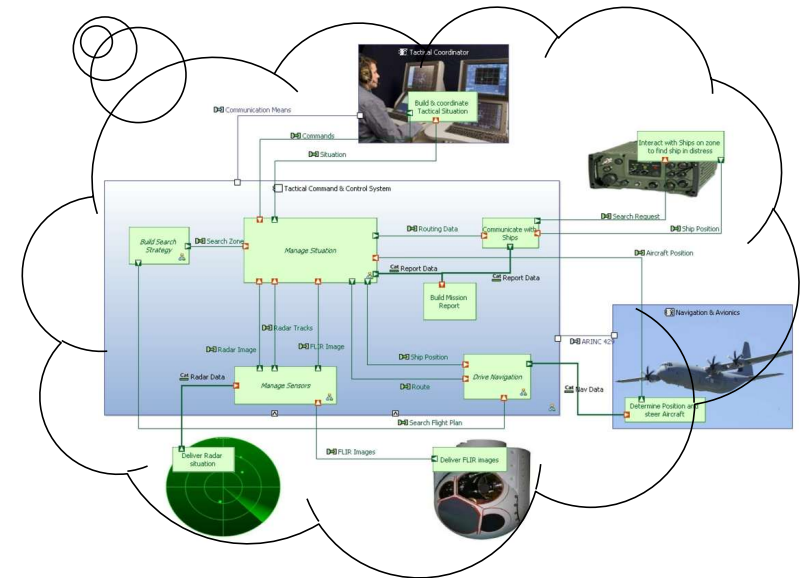 Tactical Coordinator
Build & coordinate
Tactical Situation
Communication Means
Commands
Situation
Interact with Ships on zone
to find ship in distress
Tactical Command & Control System
Search Request
Ship Position
Build Search
Strategy
Search Zone
Manage Situation
Routing Data
Communicate with
Ships
Aircraft Position
Cat Report Data
Cat Report Data
Build Mission
Report
Navigation & Avionics
Radar Tracks
Radar Image
FLIR Image
ARINC 429
Ship Position
Cat Radar Data
Manage Sensors
Route
Drive Navigation
Cat Nav Data
Determine Position and
steer Aircraft
Search Flight Plan
Deliver Radar
situation
FLIR Images
Deliver FLIR images